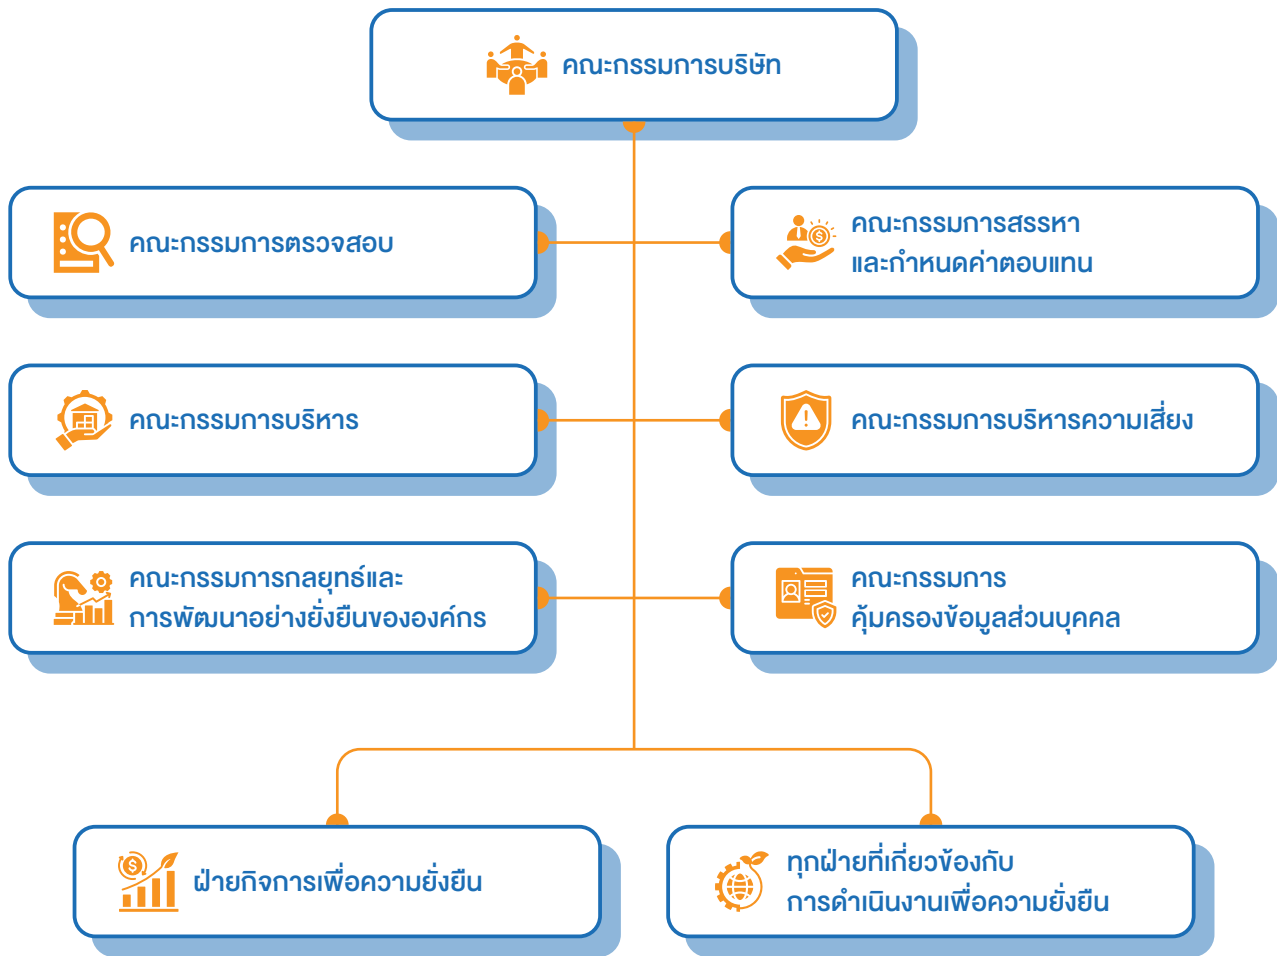 คณะกรรมการบริษัท
คณะกรรมการตรวจสอบ
คณะกรรมการสรรหา
และกำหนดค่าตอบแทน
คณะกรรมการบริหาร
คณะกรรมการบริหารความเสี่ยง
คณะกรรมการกลยุทธ์และ
การพัฒนาอย่างยั่งยืนขององค์กร
คณะกรรมการ
คุ้มครองข้อมูลส่วนบุคคล
ฝ่ายกิจการเพื่อความยั่งยืน
ทุกฝ่ายที่เกี่ยวข้องกับ
การดำเนินงานเพื่อความยั่งยืน